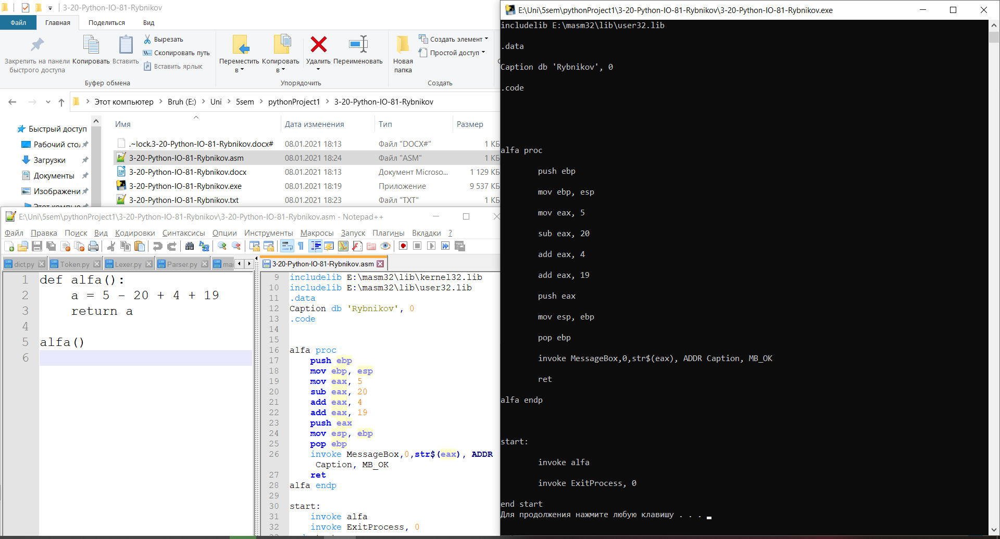 3-20-Python-IO-81-Rybnikov
Файл Главная Поделиться Вид
Закрепить на панели быстрого доступа
Копировать
Вставить
Вырезать
Скопировать путь
Вставить ярлык
Переместить в
Копировать в
Удалить
Переименовать
Новая папка
Создать элемент
Простой доступ
Буфер обмена
Упорядочить
Создать
Этот компьютер > Bruh (E:) > Uni > 5sem > pythonProject1 > 3-20-Python-IO-81-Rybnikov
Быстрый доступ
Рабочий стол
Загрузки
Документы
Имя Дата изменения Тип Размер
.~lock.3-20-Python-IO-81-Rybnikov.docx# 08.01.2021 18:13 Файл "DOCX#" 1 КБ
3-20-Python-IO-81-Rybnikov.asm 08.01.2021 18:24 Файл "ASM" 1 КБ
3-20-Python-IO-81-Rybnikov.docx 08.01.2021 18:13 Документ Microso... 1 129 КБ
3-20-Python-IO-81-Rybnikov.exe 08.01.2021 18:19 Приложение 9 537 КБ
3-20-Python-IO-81-Rybnikov.txt 08.01.2021 18:23 Файл "TXT" 1 КБ
E:\Uni\5sem\pythonProject1\3-20-Python-IO-81-Rybnikov\3-20-Python-IO-81-Rybnikov.asm - Notepad++
Файл Правка Поиск Вид Кодировки Синтаксисы Опции Инструменты Макросы Запуск Плагины Вкладки ?
dict.py Token.py Lexer.py Parser.py
1 def alfa():
2 a = 5 - 20 + 4 + 19
3 return a
4
5 alfa()
6
3-20-Python-IO-81-Rybnikov.asm
9 includelib E:\masm32\lib\kernel32.lib
10 includelib E:\masm32\lib\user32.lib
11 .data
12 Caption db 'Rybnikov', 0
13 .code
14
15
16 alfa proc
17 push ebp
18 mov ebp, esp
19 mov eax, 5
20 sub eax, 20
21 add eax, 4
22 add eax, 19
23 push eax
24 mov esp, ebp
25 pop ebp
26 invoke MessageBox,0,str$(eax), ADDR
Caption, MB_OK
27 ret
28 alfa endp
29
30 start:
31 invoke alfa
32 invoke ExitProcess, 0
E:\Uni\5sem\pythonProject1\3-20-Python-IO-81-Rybnikov\3-20-Python-IO-81-Rybnikov.exe
includelib E:\masm32\lib\user32.lib
.data
Caption db 'Rybnikov', 0
.code
alfa proc
push ebp
mov ebp, esp
mov eax, 5
sub eax, 20
add eax, 4
add eax, 19
push eax
mov esp, ebp
pop ebp
invoke MessageBox,0,str$(eax), ADDR Caption, MB_OK
ret
alfa endp
start:
invoke alfa
invoke ExitProcess, 0
end start
Для продолжения нажмите любую клавишу . . .